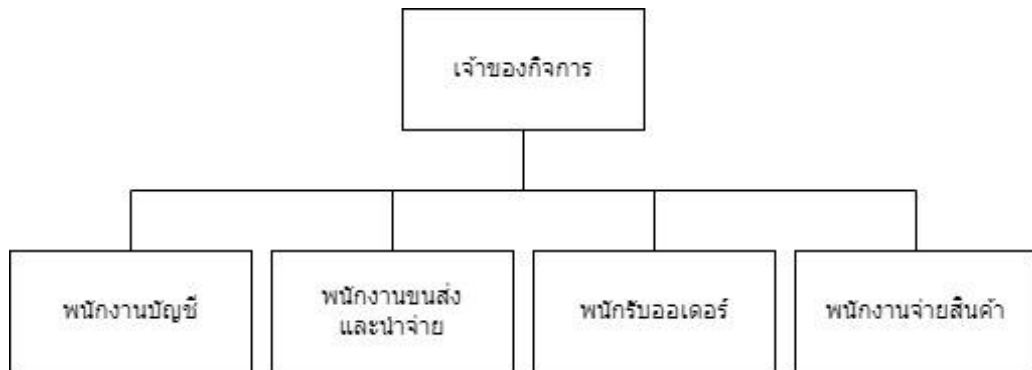 เจ้าของกิจการ
พนักงานบัญชี
พนักงานขนส่ง
และนำจ่าย
พนักรับออเดอร์
พนักงานจ่ายสินค้า